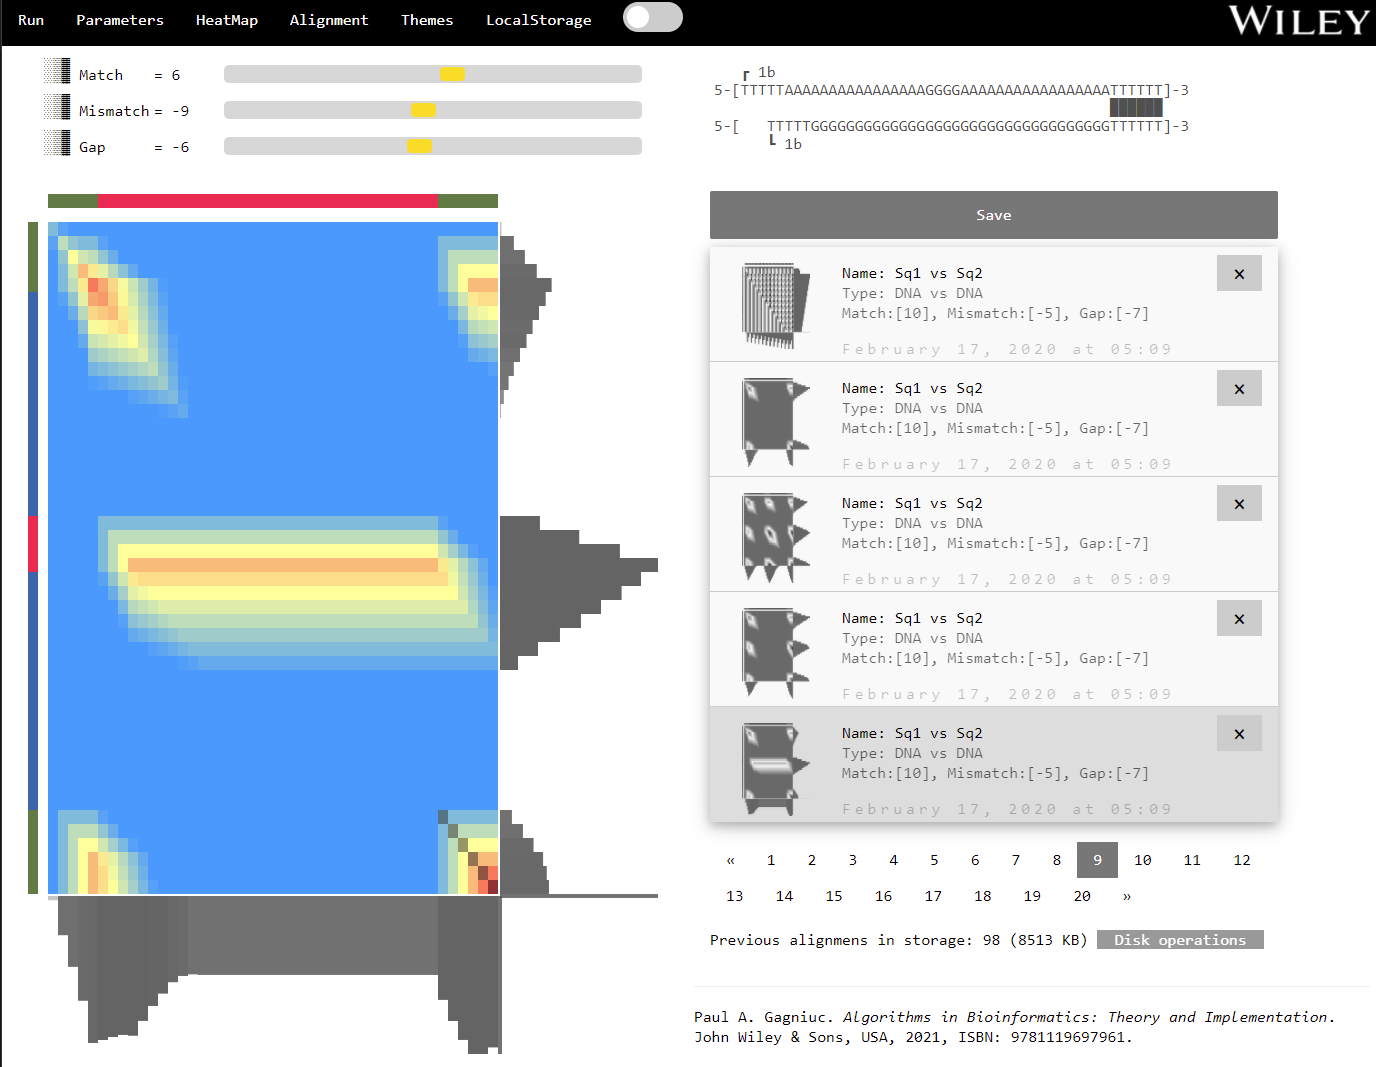 Run Parameters HeatMap Alignment Themes LocalStorage WILEY
Match = 6
Mismatch = -9
Gap = -6
┏ 1b
5-[TTTTTAAAAAAAAAAAAAAAAGGGGAAAAAAAAAAAAAAAAATTTTTT]-3
5-[   TTTTTGGGGGGGGGGGGGGGGGGGGGGGGGGGGGGGGGGTTTTTT]-3
┗ 1b
Save
Name: Sq1 vs Sq2 ×
Type: DNA vs DNA
Match:[10], Mismatch:[-5], Gap:[-7]
February 17, 2020 at 05:09
Name: Sq1 vs Sq2 ×
Type: DNA vs DNA
Match:[10], Mismatch:[-5], Gap:[-7]
February 17, 2020 at 05:09
Name: Sq1 vs Sq2 ×
Type: DNA vs DNA
Match:[10], Mismatch:[-5], Gap:[-7]
February 17, 2020 at 05:09
Name: Sq1 vs Sq2 ×
Type: DNA vs DNA
Match:[10], Mismatch:[-5], Gap:[-7]
February 17, 2020 at 05:09
Name: Sq1 vs Sq2 ×
Type: DNA vs DNA
Match:[10], Mismatch:[-5], Gap:[-7]
February 17, 2020 at 05:09
« 1 2 3 4 5 6 7 8 9 10 11 12
13 14 15 16 17 18 19 20 »
Previous alignmens in storage: 98 (8513 KB) Disk operations
Paul A. Gagniuc. Algorithms in Bioinformatics: Theory and Implementation.
John Wiley & Sons, USA, 2021, ISBN: 9781119697961.